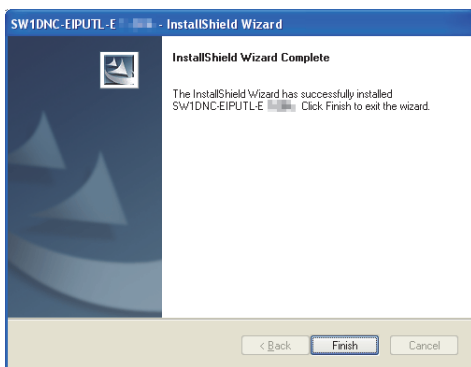 SW1DNC-EIPUTL-E - InstallShield Wizard
InstallShield Wizard Complete
The InstallShield Wizard has successfully installed
SW1DNC-EIPUTL-E Click Finish to exit the wizard.
< Back Finish Cancel